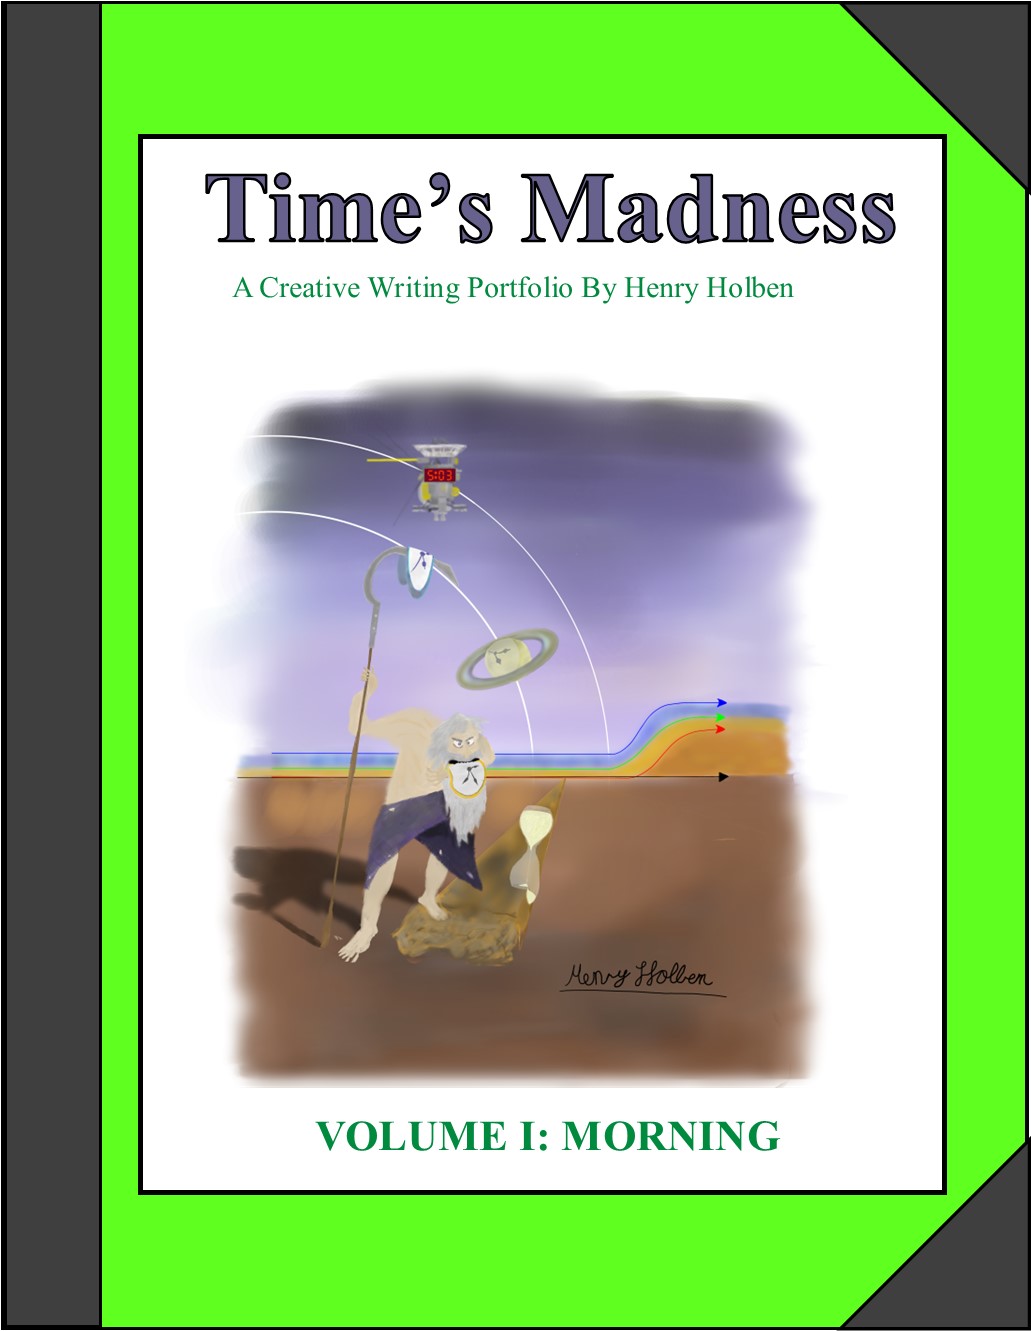 Time’s Madness
A Creative Writing Portfolio By Henry Holben
5:03
Henry Holben
VOLUME I: MORNING